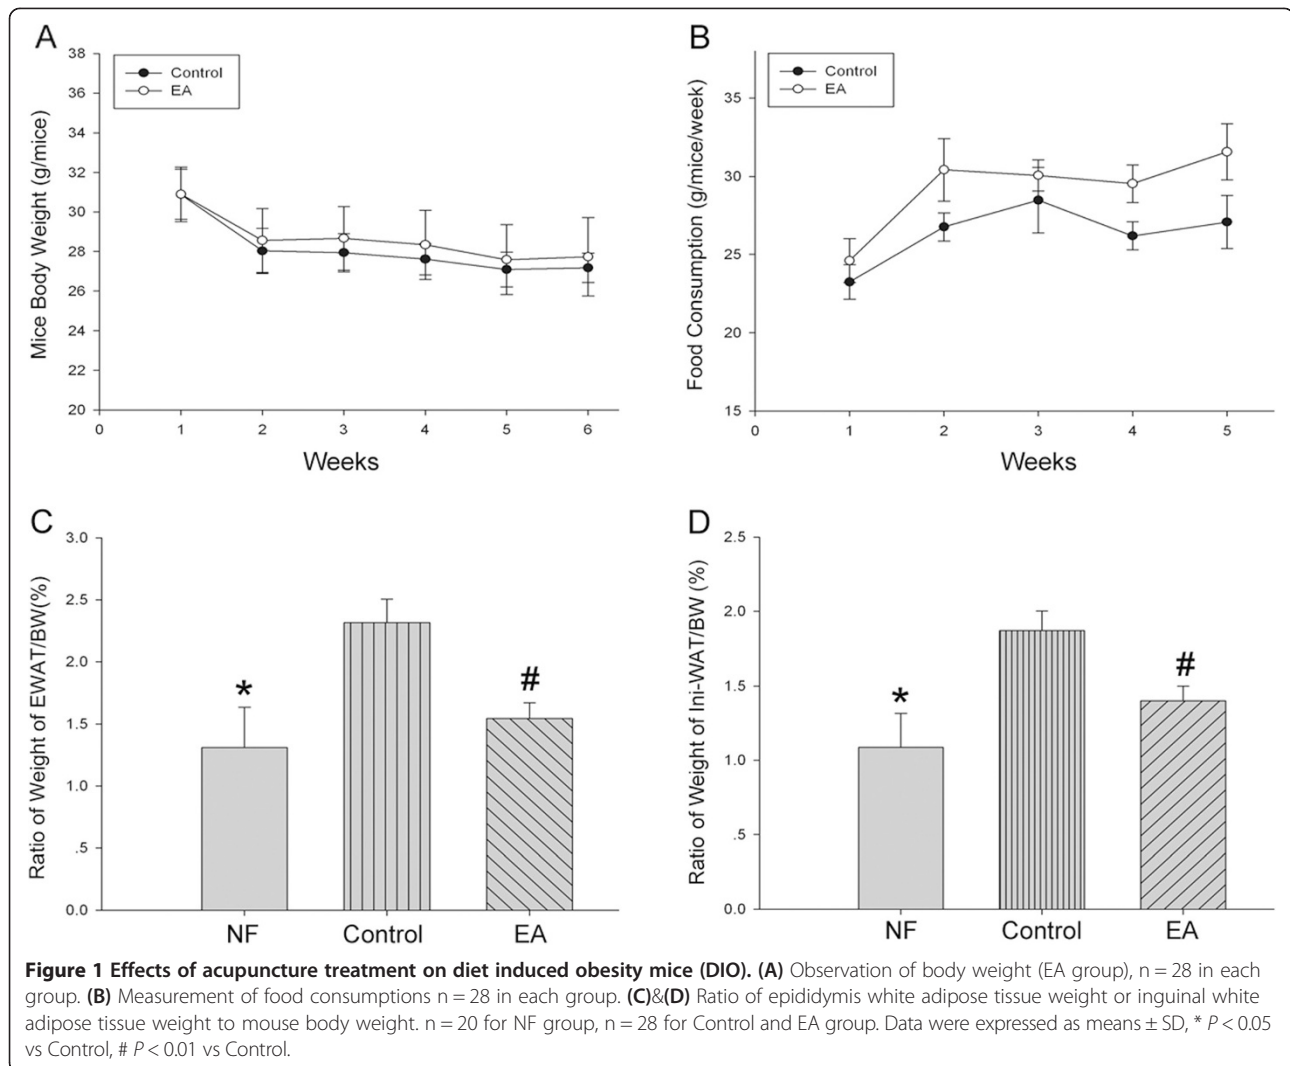 A
38
36
34
32
30
28
26
24
22
20
0
1
2
3
4
5
6
Mice Body Weight (g/mice)
Weeks
Control
EA
B
35
30
25
20
15
0
1
2
3
4
5
Food Consumption (g/mice/week)
Weeks
Control
EA
C
3.0
2.5
2.0
1.5
1.0
.5
0.0
Ratio of Weight of EWAT/BW(%)
*
#
NF
Control
EA
D
2.5
2.0
1.5
1.0
.5
0.0
Ratio of Weight of Ini-WAT/BW (%)
*
#
NF
Control
EA
Figure 1 Effects of acupuncture treatment on diet induced obesity mice (DIO). (A) Observation of body weight (EA group), n = 28 in each
group. (B) Measurement of food consumptions n = 28 in each group. (C)&(D) Ratio of epididymis white adipose tissue weight or inguinal white
adipose tissue weight to mouse body weight. n = 20 for NF group, n = 28 for Control and EA group. Data were expressed as means ± SD, * P < 0.05
vs Control, # P < 0.01 vs Control.